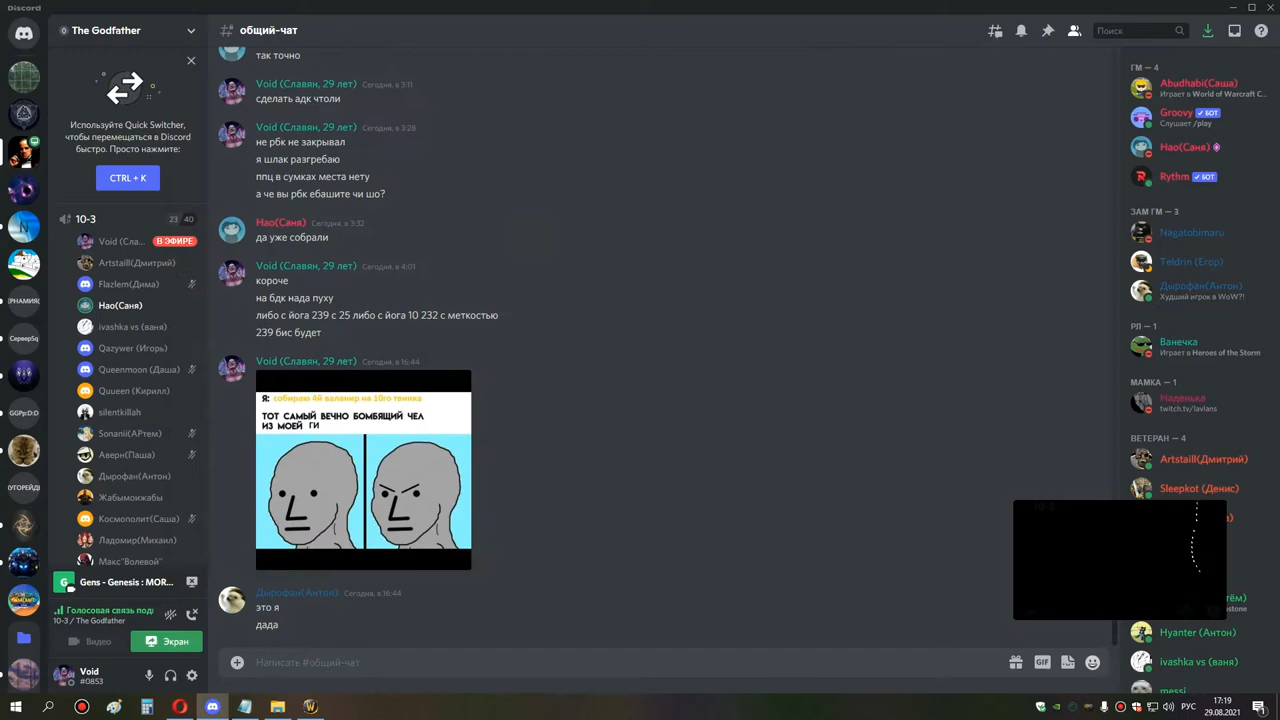 Discord
The Godfather
Используйте Quick Switcher,
чтобы перемещаться в Discord
быстро. Просто нажмите:
CTRL + K
10-3
23 40
Void (Сла...
В ЭФИРЕ
Artstaill(Дмитрий)
Flazlem(Дима)
Нао(Саня)
ivashka vs (ваня)
Qazywer (Игорь)
Queenmoon (Даша)
Quueen (Кирилл)
silentkillah
Sonanii(АРтем)
Аверн(Паша)
Дырофан(Антон)
Жабымоижабы
Космополит(Саша)
Ладомир(Михаил)
Макс"Волевой"
Gens - Genesis : MOR...
Голосовая связь под
10-3 / The Godfather
Видео
Экран
Void
#0853
общий-чат
Поиск
так точно
Void (Славян, 29 лет) Сегодня, в 3:11
сделать адк чтоли
Void (Славян, 29 лет) Сегодня, в 3:28
не рбк не закрывал
я шлак разгребаю
ппц в сумках места нету
а че вы рбк ебашите чи шо?
Нао(Саня) Сегодня, в 3:32
да уже собрали
Void (Славян, 29 лет) Сегодня, в 4:01
короче
на бдк нада пуху
либо с йога 239 с 25 либо с йога 10 232 с меткостью
239 бис будет
Void (Славян, 29 лет) Сегодня, в 16:44
Я: собираю 4й валанир на 10го твинка
ТОТ САМЫЙ ВЕЧНО БОМБЯЩИЙ ЧЕЛ
ИЗ МОЕЙ ГИ
Дырофан(Антон) Сегодня, в 16:44
это я
дада
Написать #общий-чат
GIF
ГМ — 4
Abudhabi(Саша)
Играет в World of Warcraft C...
Groovy БОТ
Слушает /play
Нао(Саня)
Rythm БОТ
ЗАМ ГМ — 3
Nagatobimaru
Teldrin (Егор)
Дырофан(Антон)
Худший игрок в WoW?!
РЛ — 1
Ванечка
Играет в Heroes of the Storm
МАМКА — 1
Маденька
twitch.tv/lavlans
ВЕТЕРАН — 4
Artstaill(Дмитрий)
Sleepkot (Денис)
Hyanter (Антон)
ivashka vs (ваня)
messi
РУС
17:19
29.08.2021